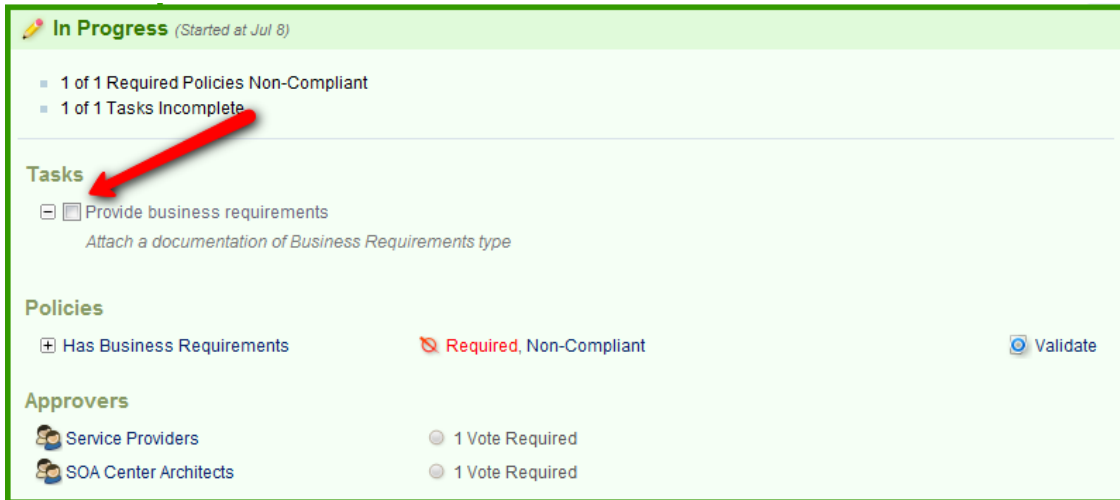 In Progress (Started at Jul 8)
1 of 1 Required Policies Non-Compliant
1 of 1 Tasks Incomplete
Tasks
Provide business requirements
Attach a documentation of Business Requirements type
Policies
Has Business Requirements Required, Non-Compliant Validate
Approvers
Service Providers 1 Vote Required
SOA Center Architects 1 Vote Required